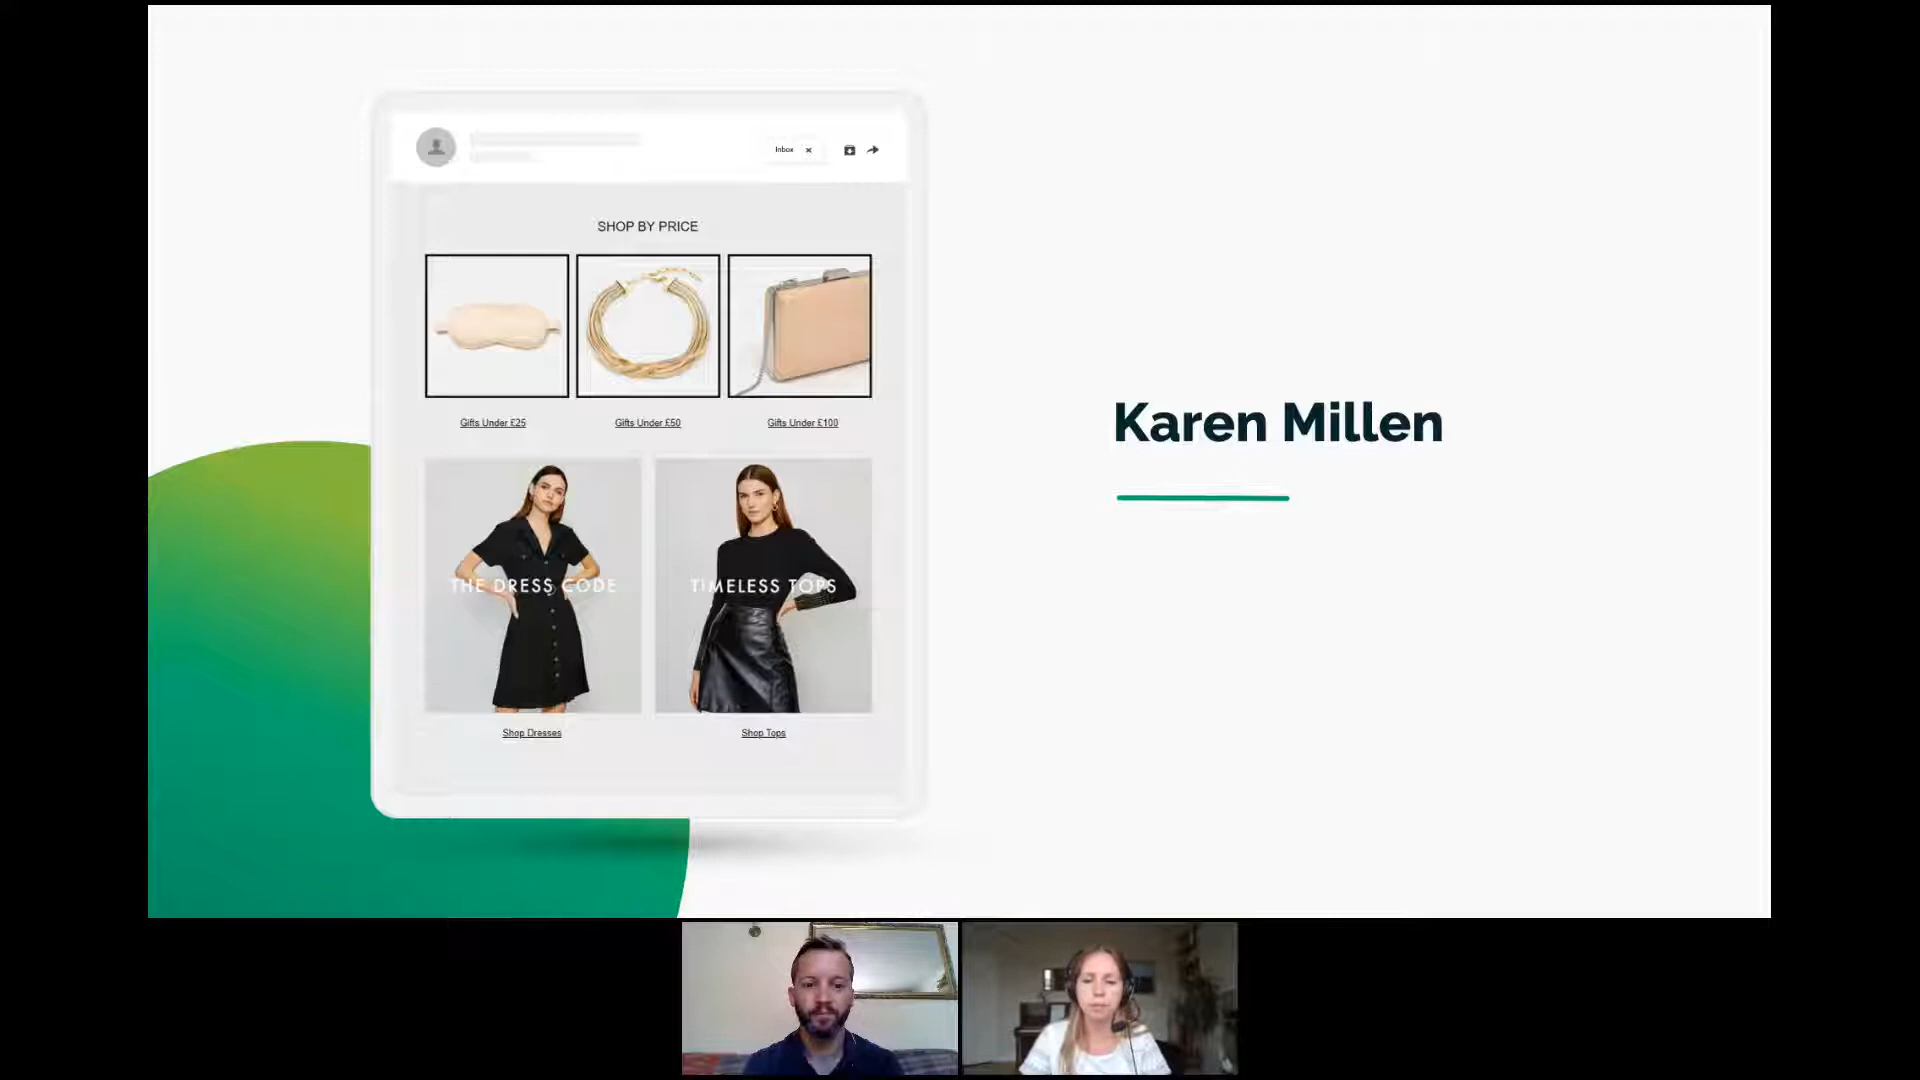 Inbox
SHOP BY PRICE
Gifts Under £25
Gifts Under £50
Gifts Under £100
Karen Millen
THE DRESS CODE
TIMELESS TOPS
Shop Dresses
Shop Tops